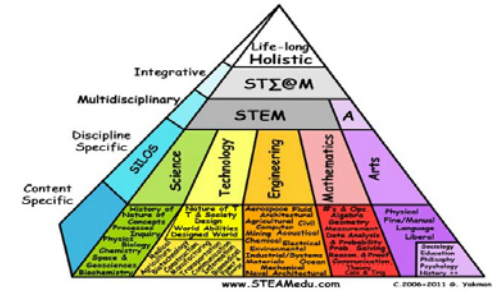 Life-long
Holistic
Integrative
ST∑@M
Multidisciplinary
STEM
A
Discipline
Specific
SILOS
Science
Technology
Engineering
Mathematics
Arts
Content
Specific
History of
Nature of
Concepts
Processes
Inquiry
Physics
Biology
Chemistry
Space &
Geosciences
Biochemistry
Nature of T
T & Society
Design
World Abilities
Designed World
Aerospace Fluid
Architectural
Agricultural Civil
Computer
Mining Acoustical
Chemical Electrical
Environmental
Industrial/Systems
Materials Ocean
Mechanical
Naval Architectural
#'s & Ops
Algebra
Geometry
Measurement
Data Analysis
& Probability
Prob. Solving
Reason & Proof
Communication
Theory
Calc & Trig
Physical
Fine/Manual
Language
Liberal
Sociology
Education
Philosophy
Psychology
History ++
www.STEAMedu.com
C.2006-2011 G. Yakman